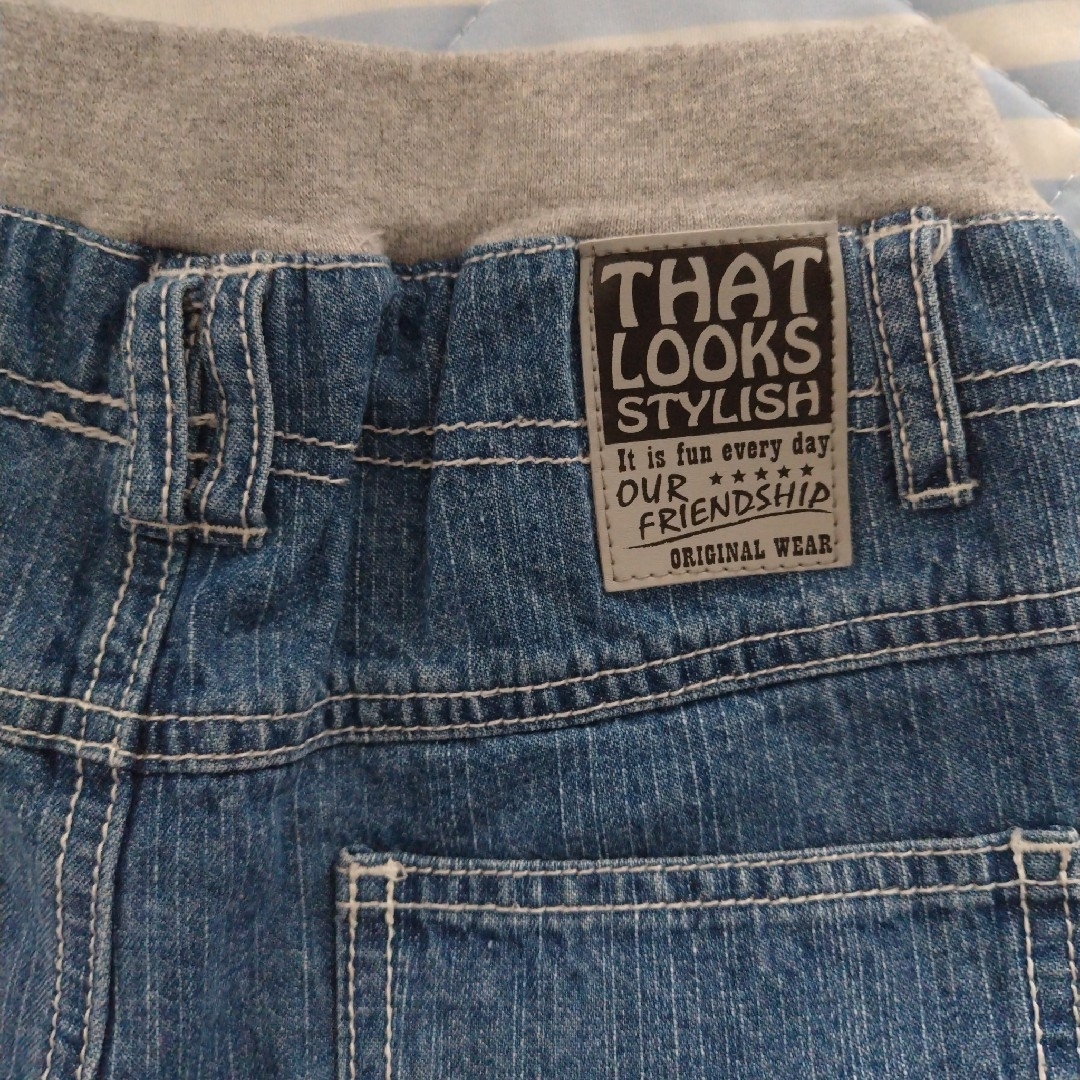 THAT
LOOKS
STYLISH
It is fun every day
OUR ★★★★★
FRIENDSHIP
ORIGINAL WEAR